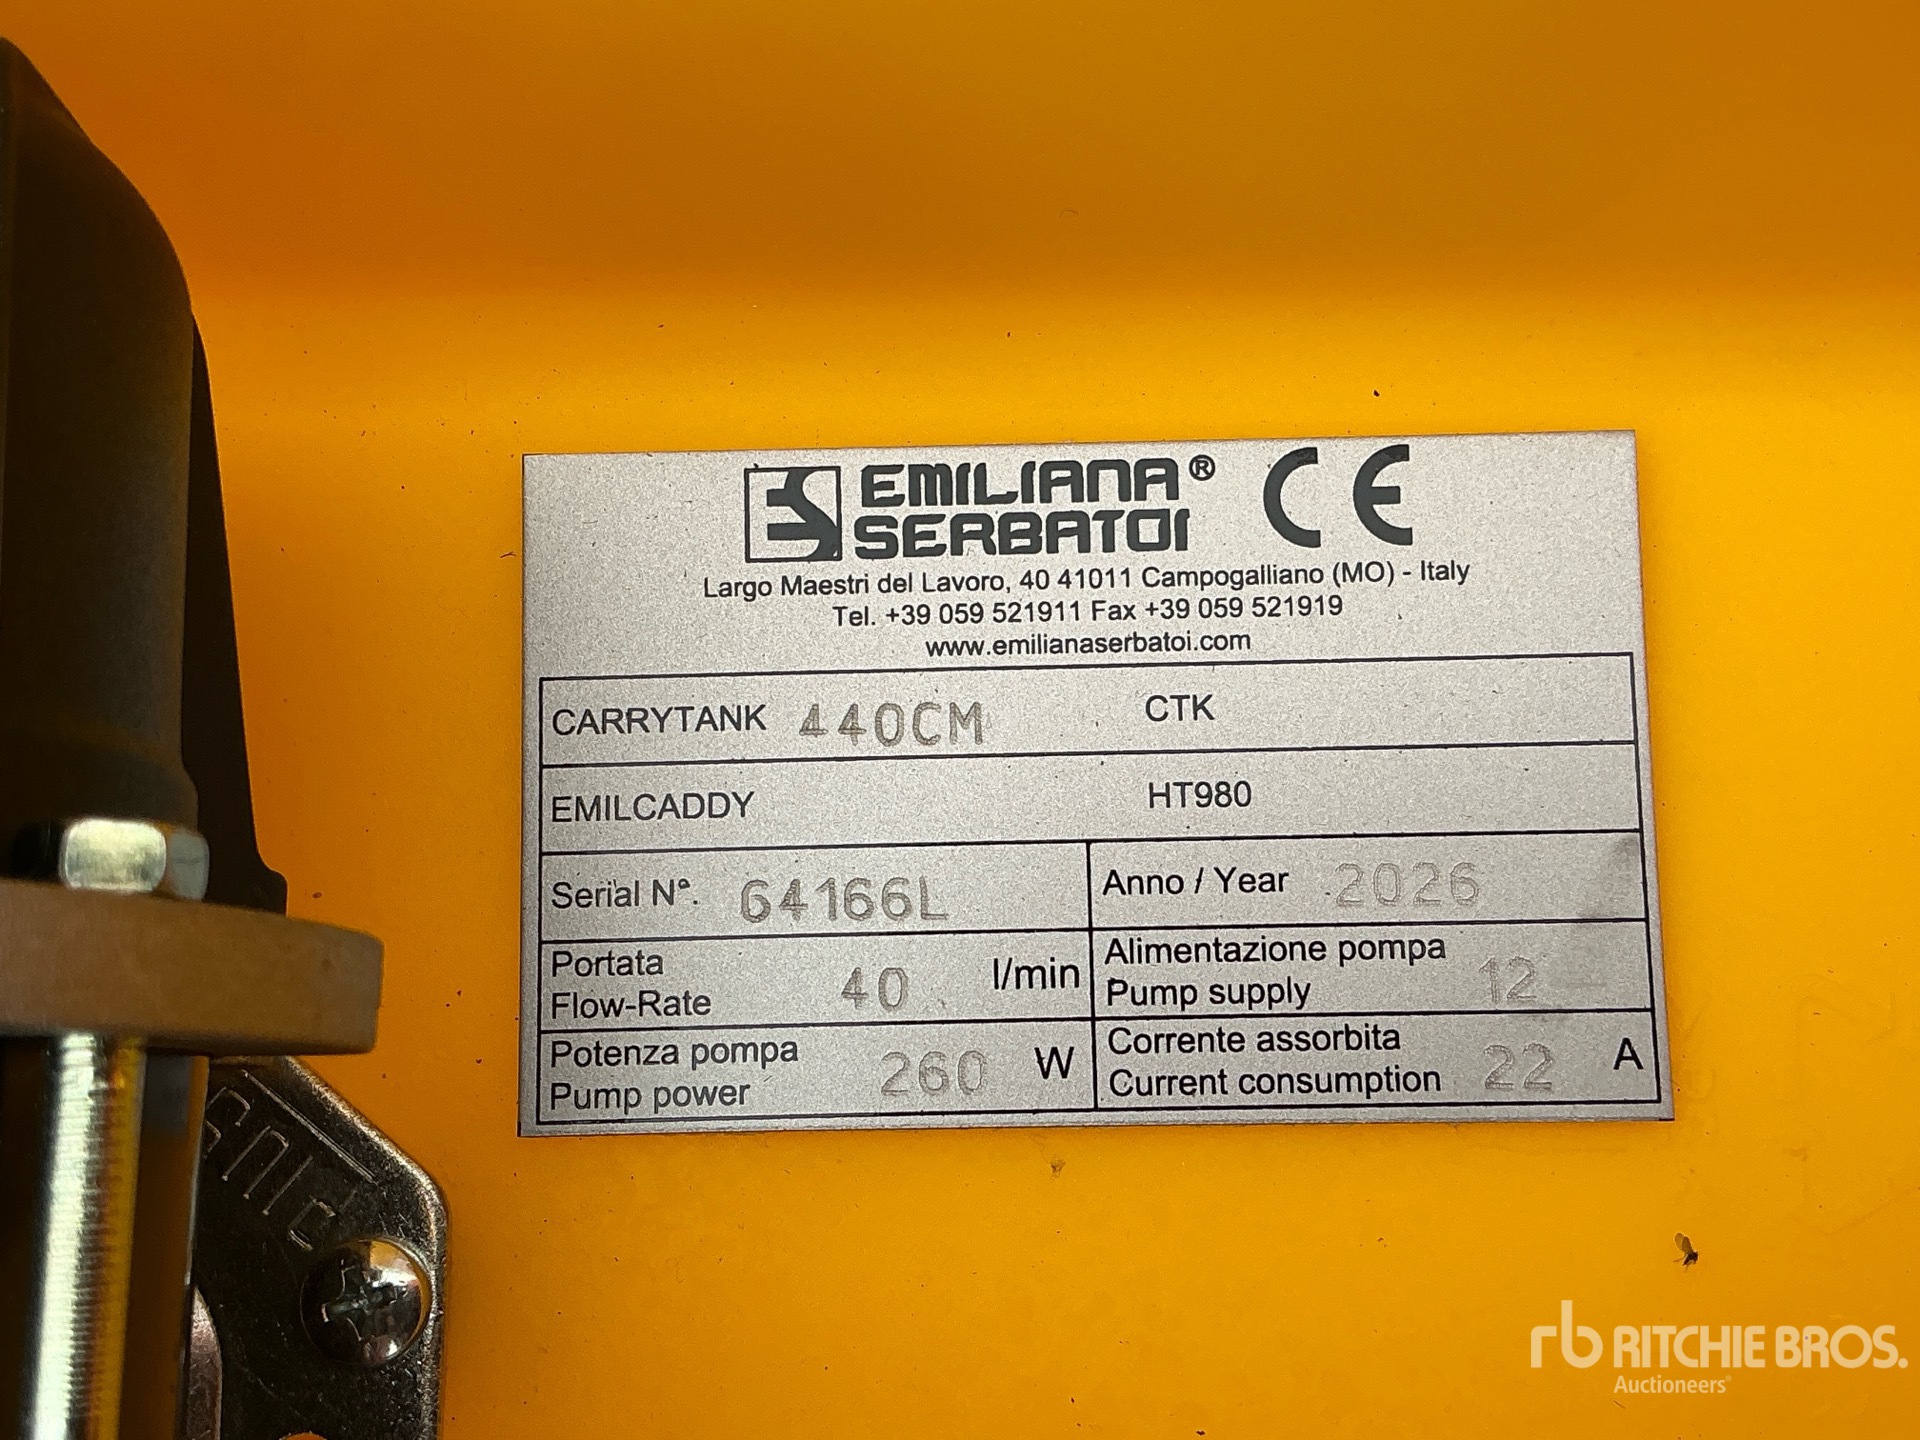 EMILIANA®
SERBATOI
CE
Largo Maestri del Lavoro, 40 41011 Campogalliano (MO) - Italy
Tel. +39 059 521911 Fax +39 059 521919
www.emilianaserbatoi.com
CARRYTANK 440CM CTK
EMILCADDY HT980
Serial N°. 64166L Anno / Year 2026
Portata
Flow-Rate 40 l/min
Alimentazione pompa
Pump supply 12
Potenza pompa
Pump power 260 W
Corrente assorbita
Current consumption 22 A
rb RITCHIE BROS.
Auctioneers